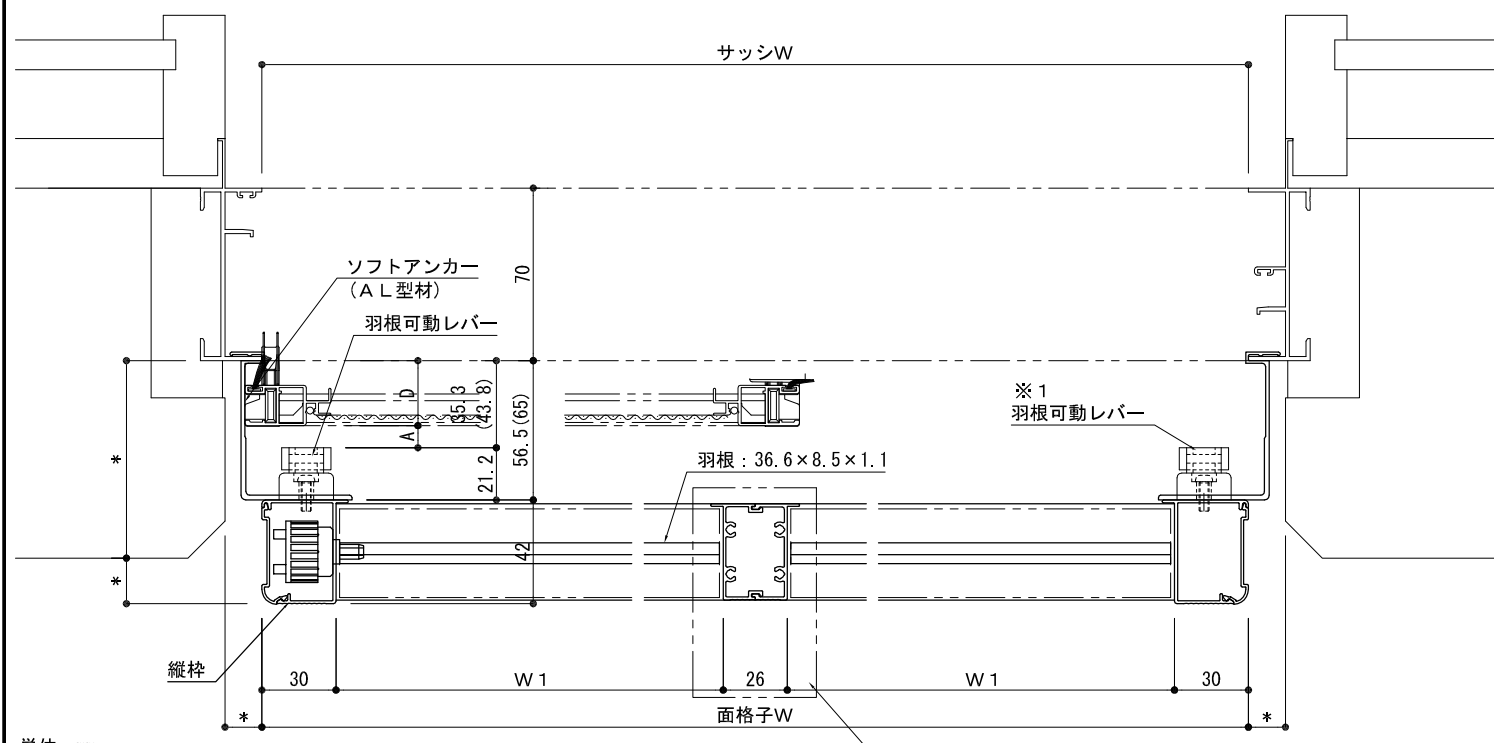 サッシW
ソフトアンカー
(AL型材)
羽根可動レバー
70
D
A
35.3
(43.8)
21.2
56.5(65)
42
※1
羽根可動レバー
羽根:36.6×8.5×1.1
*
*
縦枠
30
W1
26
W1
30
*
面格子W
*